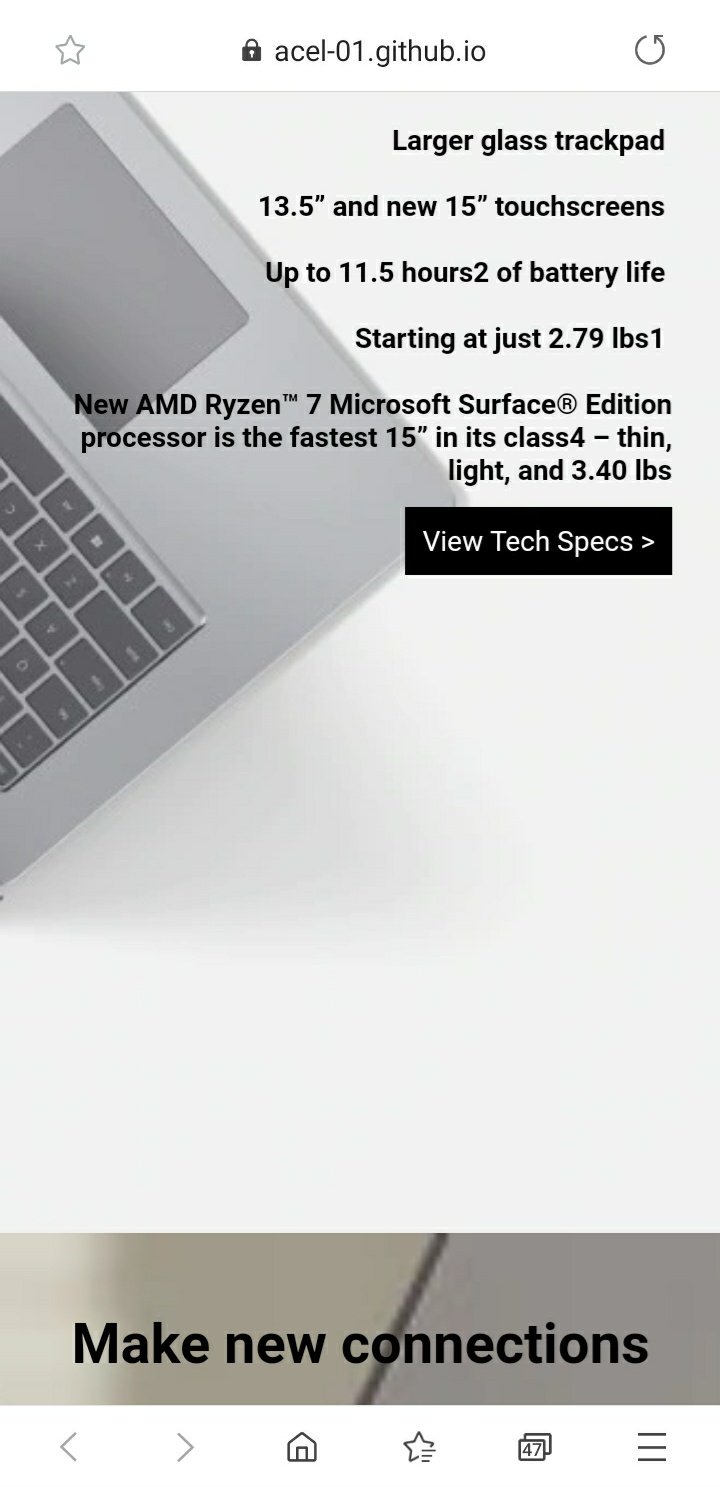 acel-01.github.io
Larger glass trackpad
13.5” and new 15” touchscreens
Up to 11.5 hours2 of battery life
Starting at just 2.79 lbs1
New AMD Ryzen™ 7 Microsoft Surface® Edition
processor is the fastest 15” in its class4 – thin,
light, and 3.40 lbs
View Tech Specs >
Make new connections
47